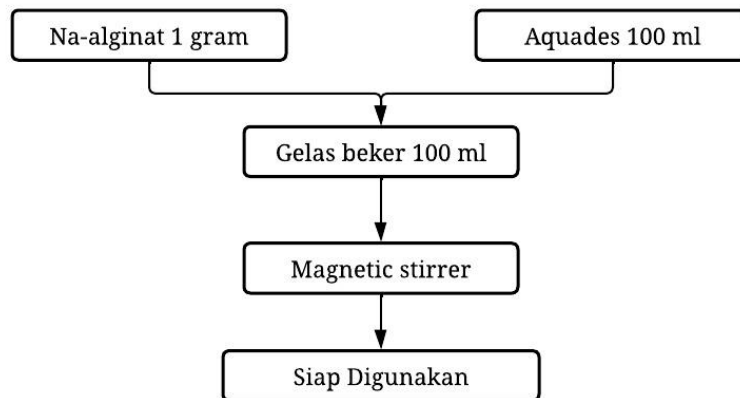 Na-alginat 1 gram
Aquades 100 ml
Gelas beker 100 ml
Magnetic stirrer
Siap Digunakan